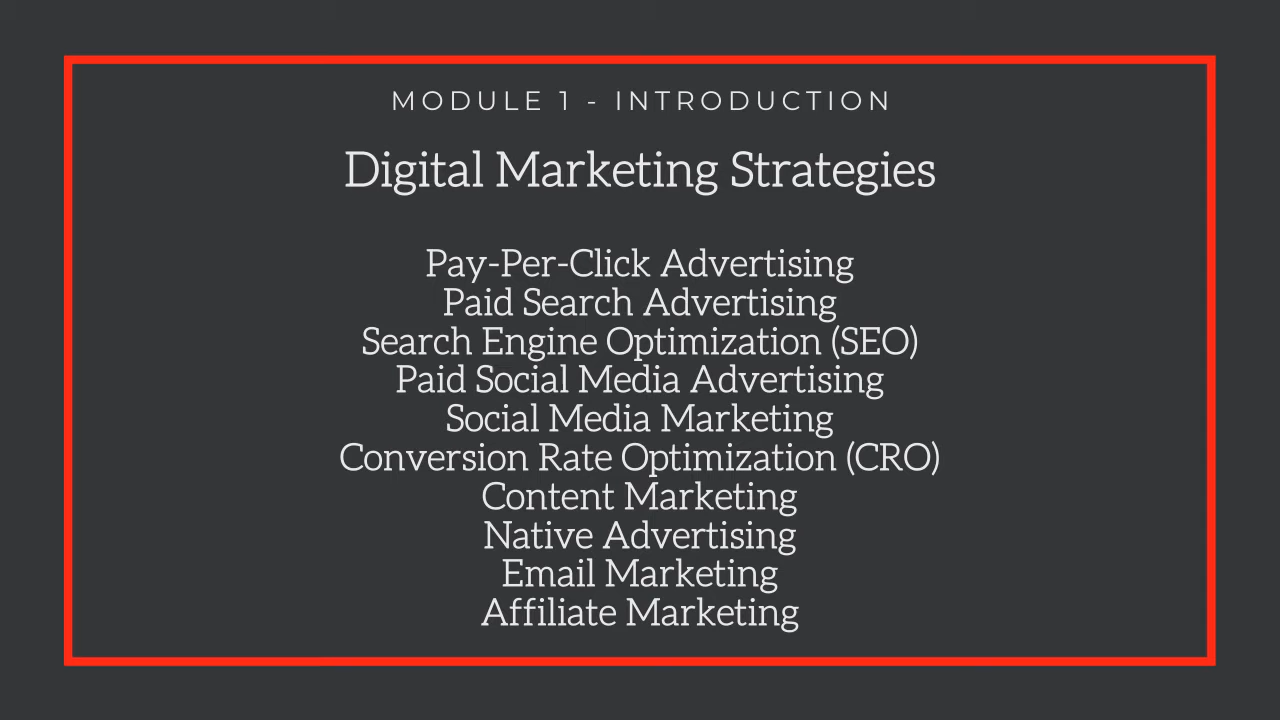 MODULE 1 - INTRODUCTION
Digital Marketing Strategies
Pay-Per-Click Advertising
Paid Search Advertising
Search Engine Optimization (SEO)
Paid Social Media Advertising
Social Media Marketing
Conversion Rate Optimization (CRO)
Content Marketing
Native Advertising
Email Marketing
Affiliate Marketing